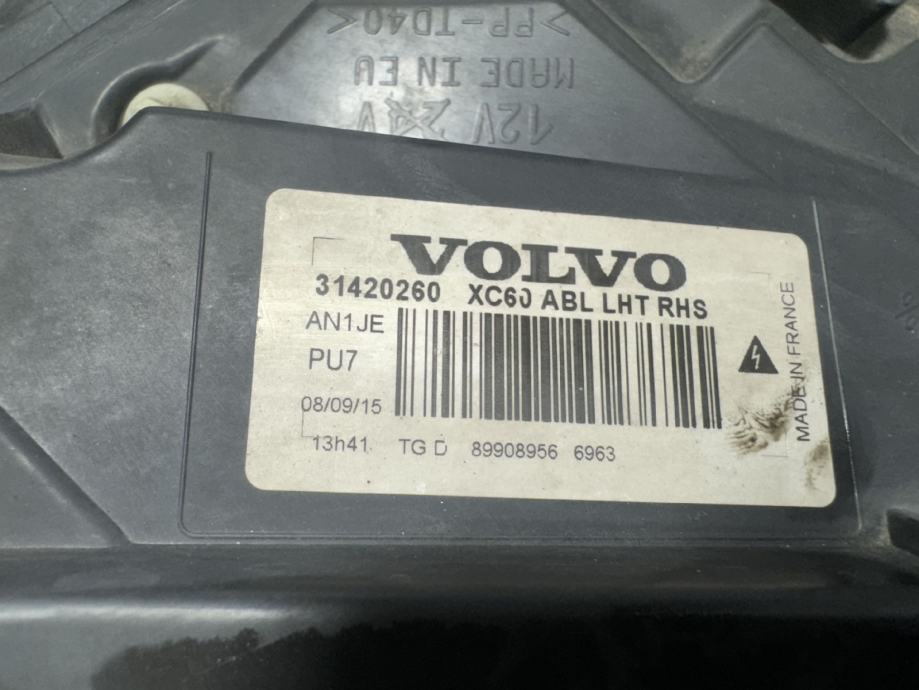 >PP-TD40<
MADE IN EU
12V 24V
VOLVO
31420260 XC60 ABL LHT RHS
AN1JE
PU7
08/09/15
13h41 TG D 89908956 6963
MADE IN FRANCE